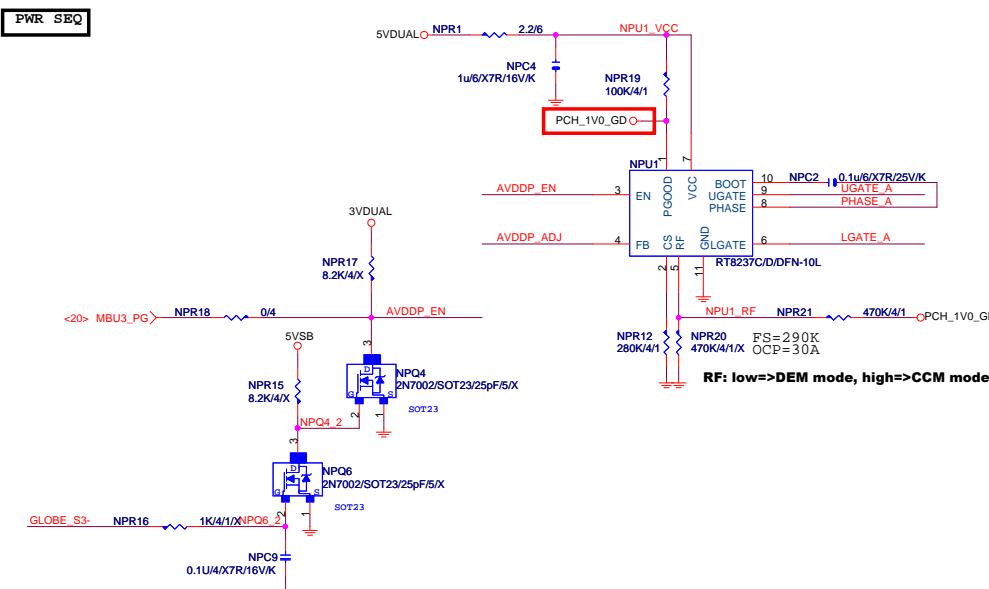 PWR SEQ
5VDUAL
NPR1
2.2/6
NPU1_VCC
NPC4
1u/6/X7R/16V/K
NPR19
100K/4/1
PCH_1V0_GD
NPU1
1
7
AVDDP_EN
3
EN
PGOOD
VCC
BOOT
UGATE
PHASE
10
9
8
NPC2
0.1u/6/X7R/25V/K
UGATE_A
PHASE_A
AVDDP_ADJ
4
FB
CS
RF
GND
LGATE
6
LGATE_A
2
5
11
RT8237C/D/DFN-10L
3VDUAL
NPR17
8.2K/4/X
NPU1_RF
NPR21
470K/4/1
PCH_1V0_G
<20>
MBU3_PG
NPR18
0/4
AVDDP_EN
NPR12
280K/4/1
NPR20
470K/4/1/X
FS=290K
OCP=30A
RF: low=>DEM mode, high=>CCM mode
5VSB
NPR15
8.2K/4/X
3
D
G
S
NPQ4
2N7002/SOT23/25pF/5/X
SOT23
2
1
NPQ4_2
3
D
G
S
NPQ6
2N7002/SOT23/25pF/5/X
SOT23
2
1
GLOBE_S3-
NPR16
1K/4/1/X
NPQ6_2
NPC9
0.1U/4/X7R/16V/K